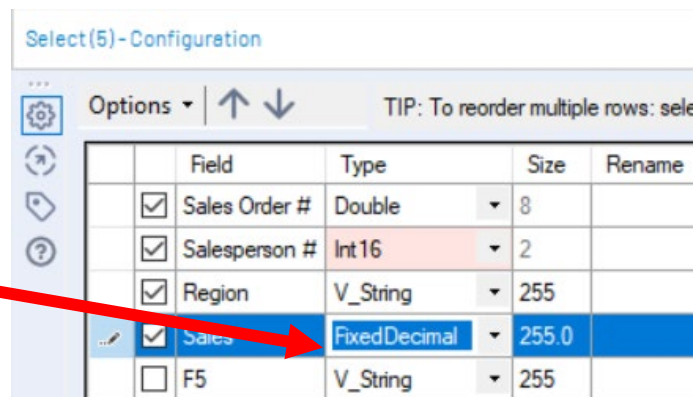 Select (5) - Configuration
Options TIP: To reorder multiple rows: sele
Field Type Size Rename
Sales Order # Double 8
Salesperson # Int16 2
Region V_String 255
Sales FixedDecimal 255.0
F5 V_String 255